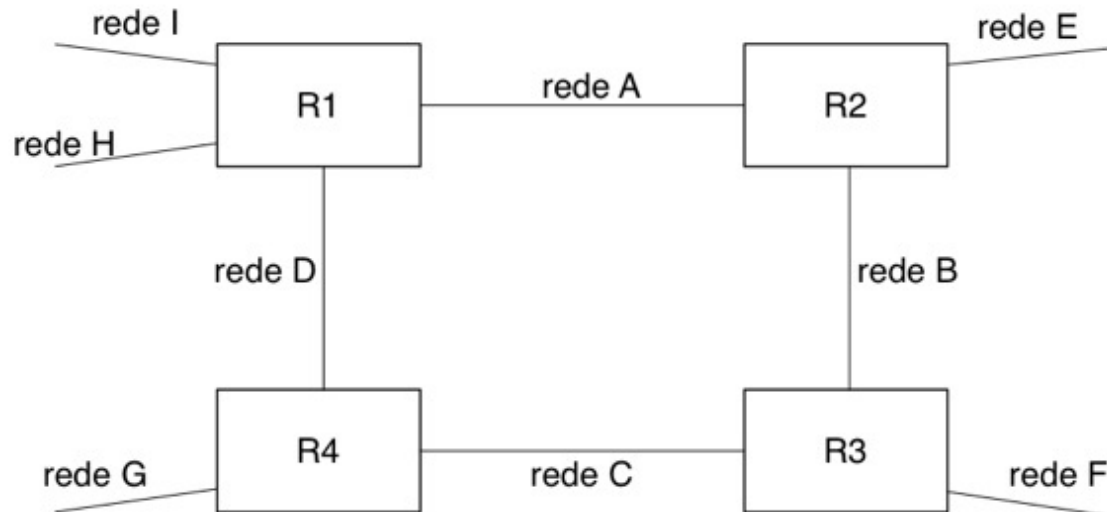 rede I
rede E
R1
rede A
R2
rede H
rede D
rede B
R4
R3
rede G
rede C
rede F